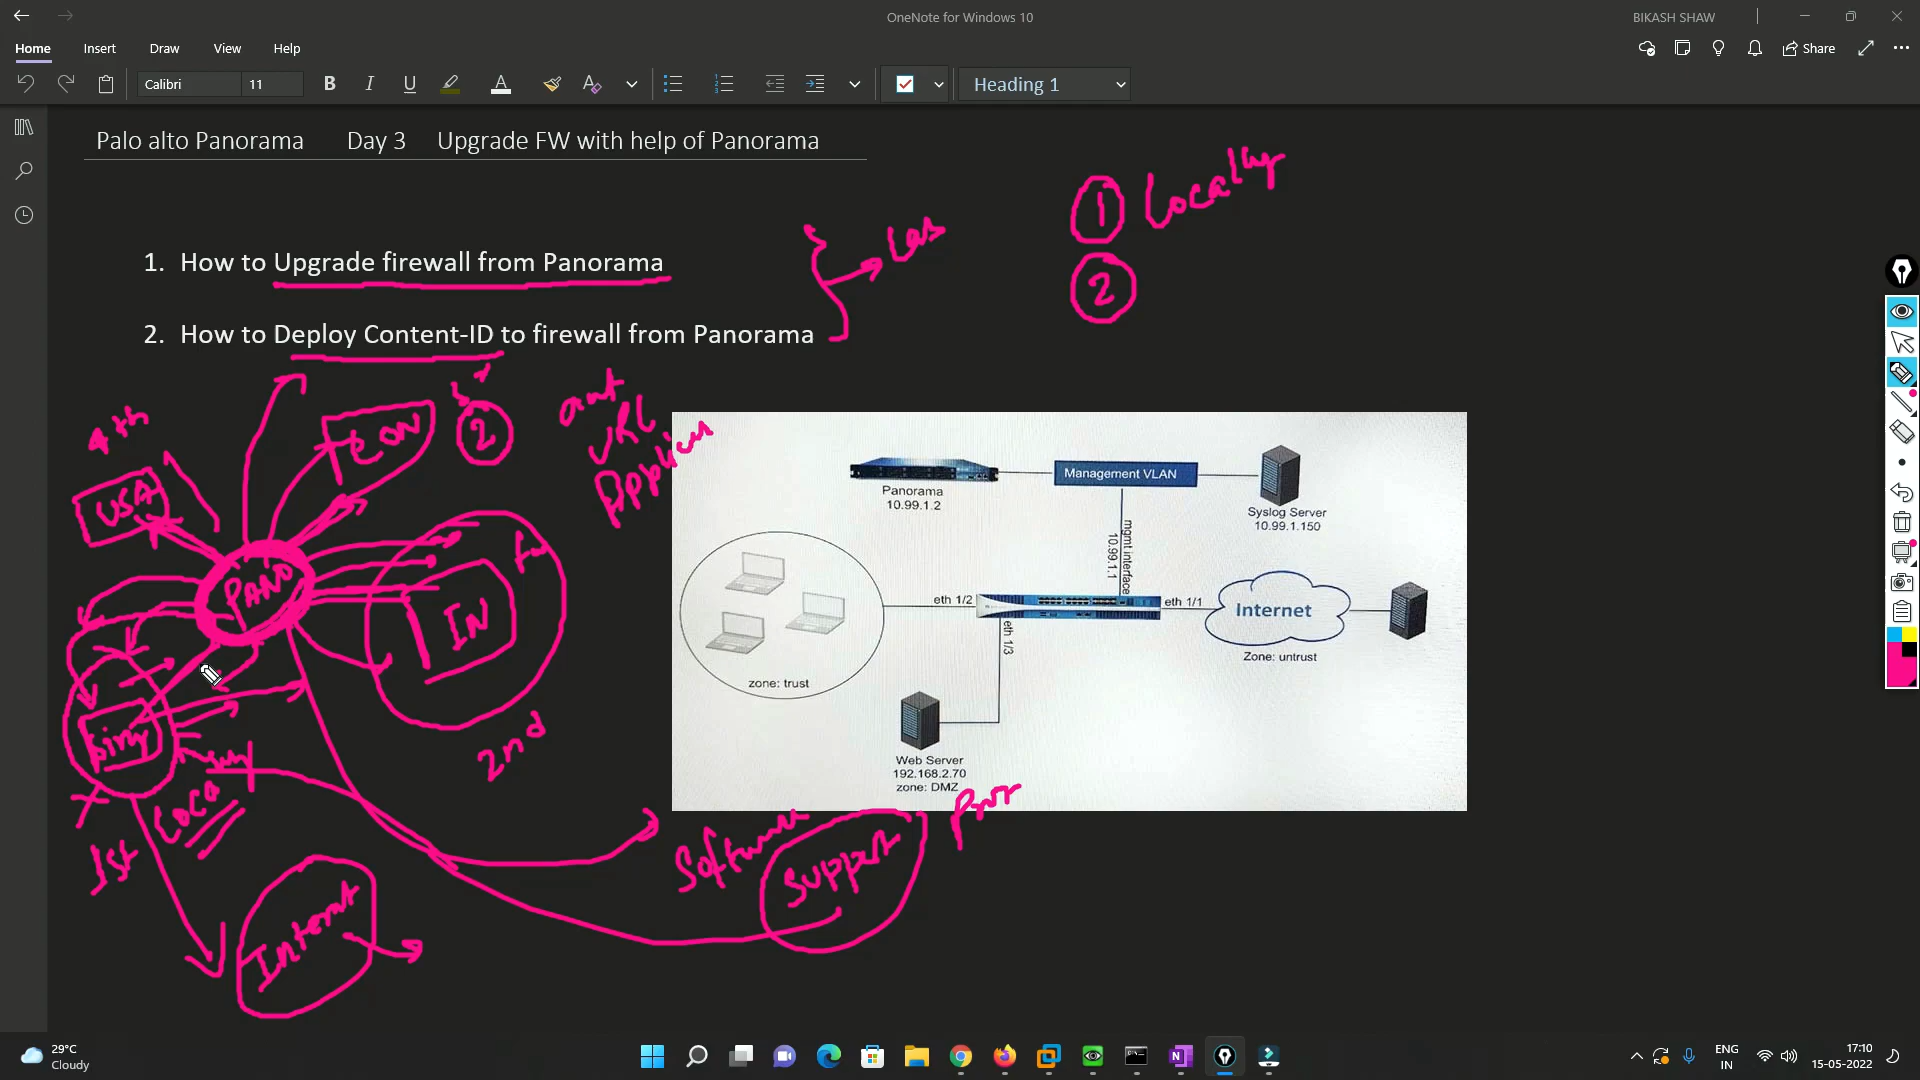 OneNote for Windows 10
BIKASH SHAW
Home Insert Draw View Help
Share
Calibri 11 B I U Heading 1
Palo alto Panorama Day 3 Upgrade FW with help of Panorama
1 Locally
1. How to Upgrade firewall from Panorama
2
2. How to Deploy Content-ID to firewall from Panorama
4th
2
URL
USA
PANO
IN
2nd
Loca
1st
Internet
Software
Support
Panorama
10.99.1.2
Management VLAN
Syslog Server
10.99.1.150
mgmt interface
10.99.1.1
eth 1/2
eth 1/1
eth 1/3
Internet
Zone: untrust
zone: trust
Web Server
192.168.2.70
zone: DMZ
29°C
Cloudy
ENG
IN
17:10
15-05-2022